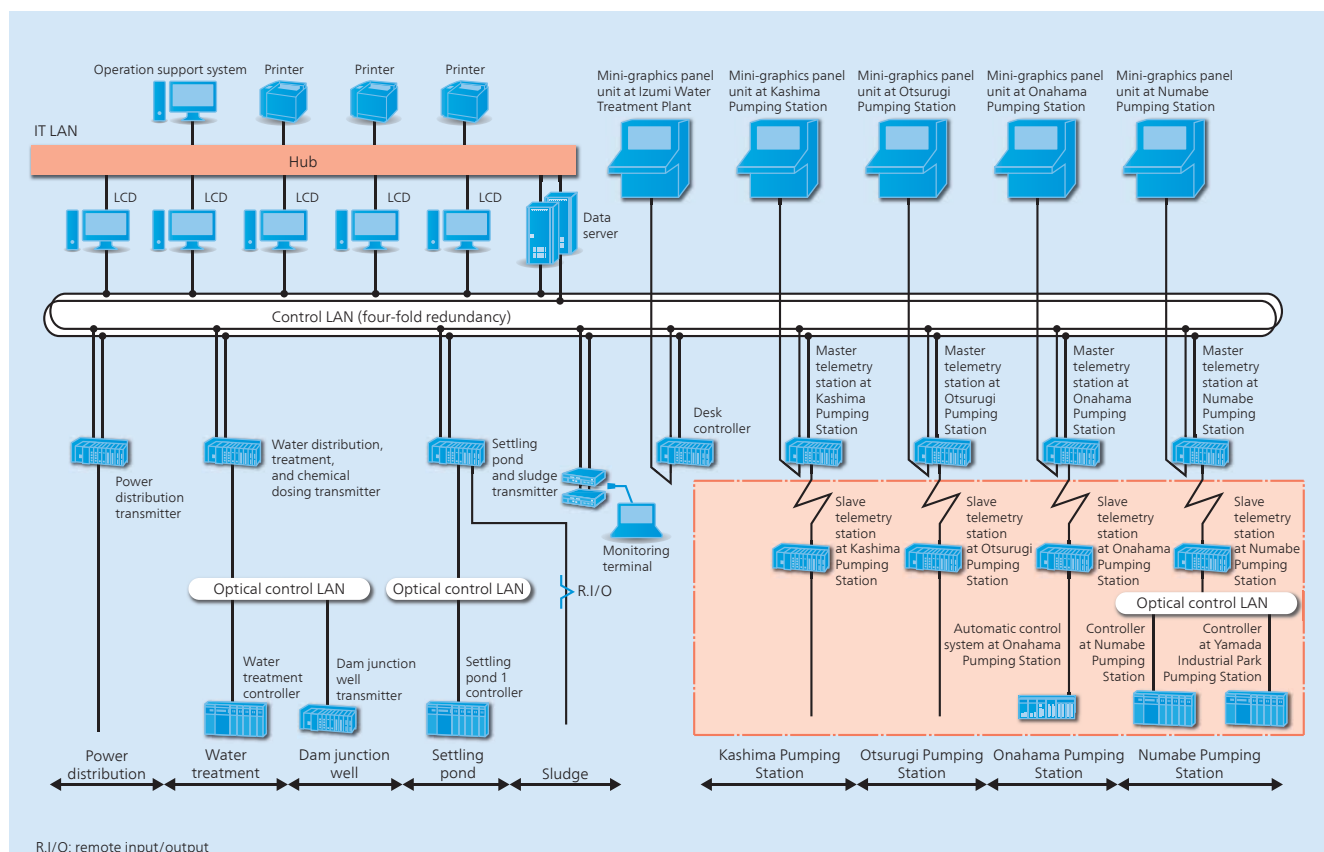 Operation support system
Printer
Printer
Printer
Mini-graphics panel
unit at Izumi Water
Treatment Plant
Mini-graphics panel
unit at Kashima
Pumping Station
Mini-graphics panel
unit at Otsurugi
Pumping Station
Mini-graphics panel
unit at Onahama
Pumping Station
Mini-graphics panel
unit at Numabe
Pumping Station
IT LAN
Hub
LCD
LCD
LCD
LCD
LCD
Data
server
Control LAN (four-fold redundancy)
Power
distribution
transmitter
Water distribution,
treatment,
and chemical
dosing transmitter
Settling
pond
and sludge
transmitter
Monitoring
terminal
Desk
controller
Master
telemetry
station at
Kashima
Pumping
Station
Master
telemetry
station at
Otsurugi
Pumping
Station
Master
telemetry
station at
Onahama
Pumping
Station
Master
telemetry
station at
Numabe
Pumping
Station
Slave
telemetry
station
at Kashima
Pumping
Station
Slave
telemetry
station
at Otsurugi
Pumping
Station
Slave
telemetry
station
at Onahama
Pumping
Station
Slave
telemetry
station
at Numabe
Pumping
Station
Optical control LAN
Optical control LAN
R.I/O
Optical control LAN
Water
treatment
controller
Dam junction
well
transmitter
Settling
pond 1
controller
Automatic control
system at Onahama
Pumping Station
Controller
at Numabe
Pumping
Station
Controller
at Yamada
Industrial Park
Pumping Station
Power
distribution
Water
treatment
Dam junction
well
Settling
pond
Sludge
Kashima Pumping
Station
Otsurugi Pumping
Station
Onahama Pumping
Station
Numabe Pumping
Station
R.I/O: remote input/output